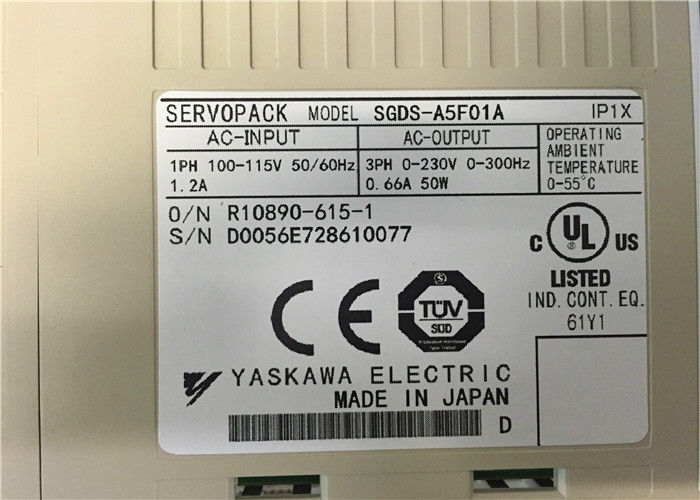 SERVOPACK MODEL SGDS-A5F01A IP1X
AC-INPUT AC-OUTPUT OPERATING
AMBIENT
TEMPERATURE
0-55°C
1PH 100-115V 50/60Hz 3PH 0-230V 0-300Hz
1.2A 0.66A 50W
O/N R10890-615-1
S/N D0056E728610077
C UL US
®
LISTED
IND. CONT. EQ.
61Y1
CE
S
TÜV
SÜD
YASKAWA ELECTRIC
MADE IN JAPAN
D